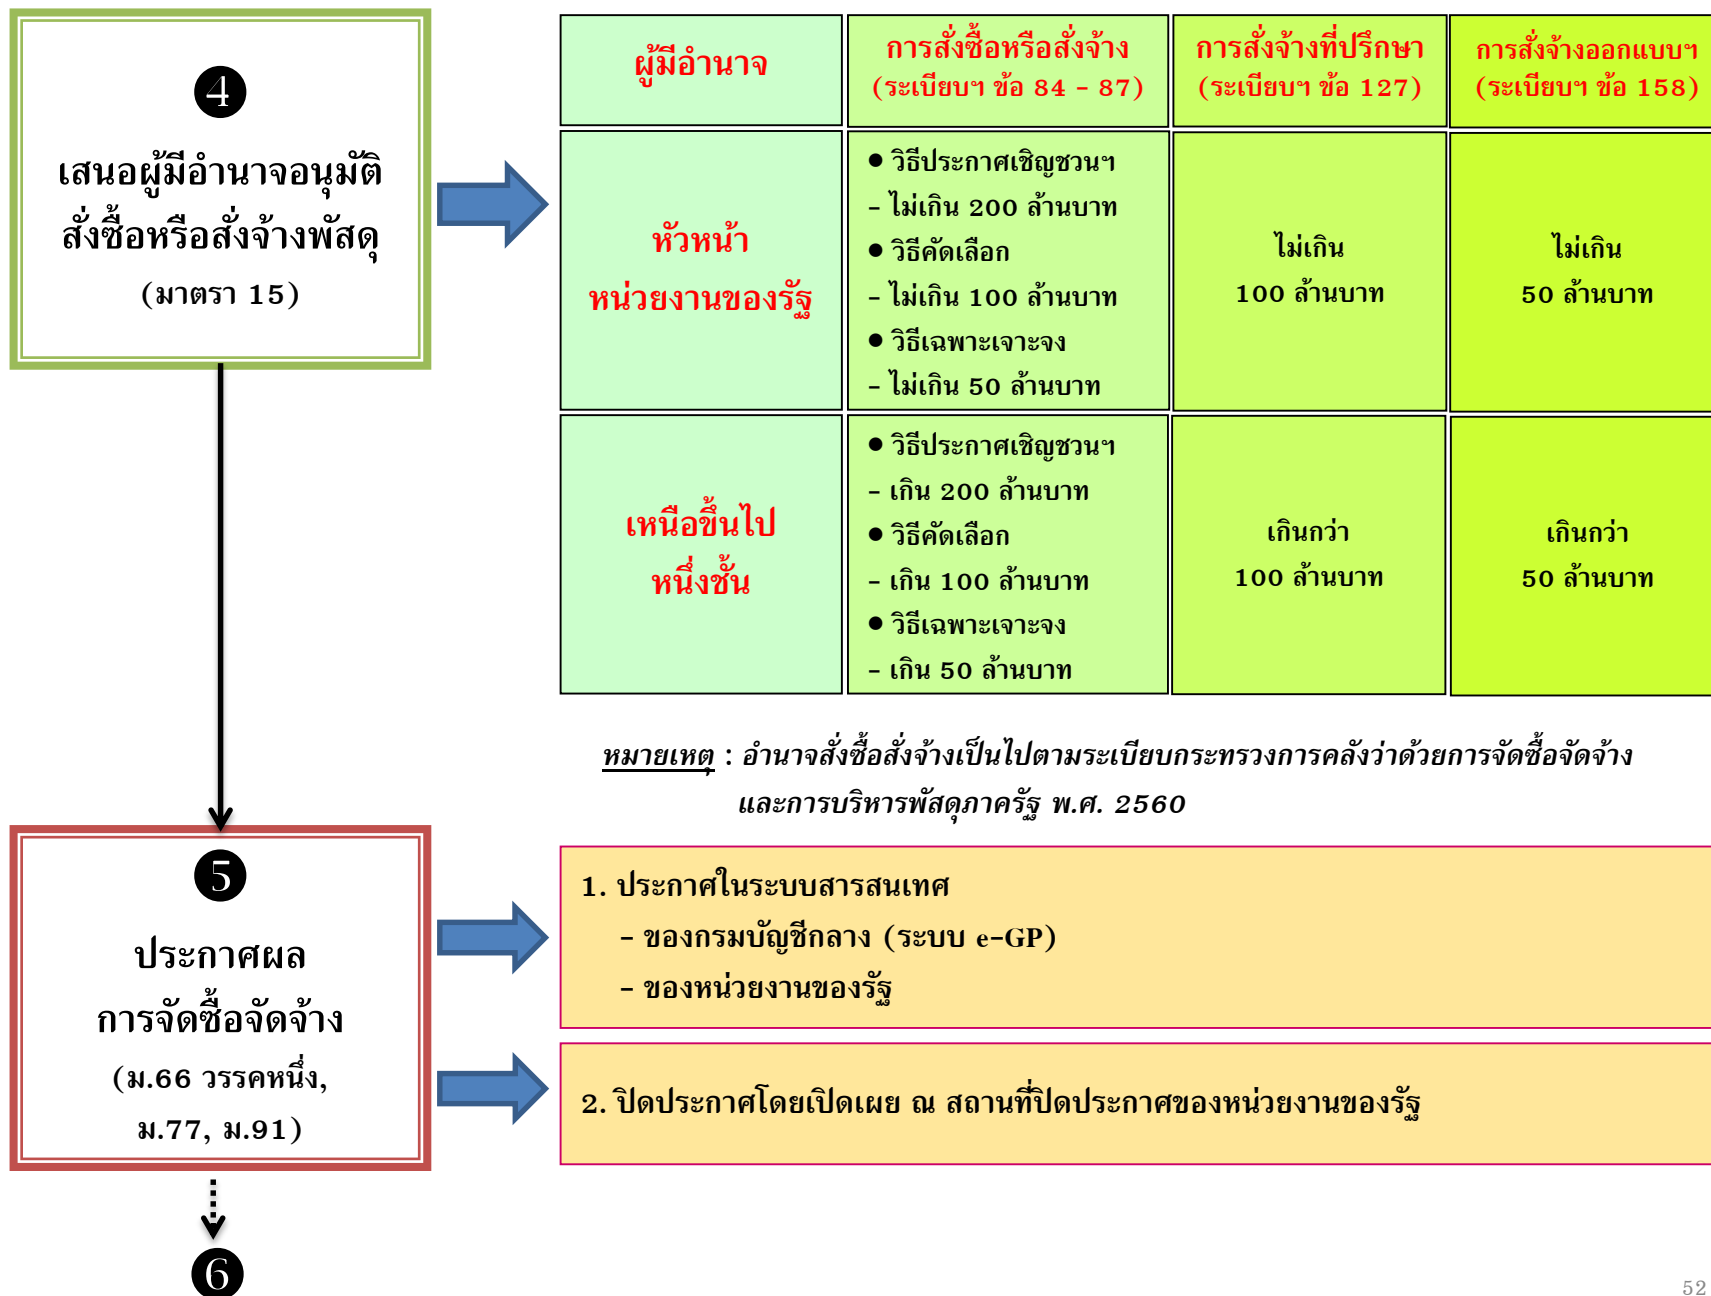 ❹
เสนอผู้มีอำนาจอนุมัติ
สั่งซื้อหรือสั่งจ้างพัสดุ
(มาตรา 15)
ผู้มีอำนาจ
การสั่งซื้อหรือสั่งจ้าง
(ระเบียบฯ ข้อ 84 - 87)
การสั่งจ้างที่ปรึกษา
(ระเบียบฯ ข้อ 127)
การสั่งจ้างออกแบบฯ
(ระเบียบฯ ข้อ 158)
หัวหน้า
หน่วยงานของรัฐ
● วิธีประกาศเชิญชวนฯ
- ไม่เกิน 200 ล้านบาท
● วิธีคัดเลือก
- ไม่เกิน 100 ล้านบาท
● วิธีเฉพาะเจาะจง
- ไม่เกิน 50 ล้านบาท
ไม่เกิน
100 ล้านบาท
ไม่เกิน
50 ล้านบาท
เหนือขึ้นไป
หนึ่งชั้น
● วิธีประกาศเชิญชวนฯ
- เกิน 200 ล้านบาท
● วิธีคัดเลือก
- เกิน 100 ล้านบาท
● วิธีเฉพาะเจาะจง
- เกิน 50 ล้านบาท
เกินกว่า
100 ล้านบาท
เกินกว่า
50 ล้านบาท
หมายเหตุ : อำนาจสั่งซื้อสั่งจ้างเป็นไปตามระเบียบกระทรวงการคลังว่าด้วยการจัดซื้อจัดจ้าง
และการบริหารพัสดุภาครัฐ พ.ศ. 2560
❺
ประกาศผล
การจัดซื้อจัดจ้าง
(ม.66 วรรคหนึ่ง,
ม.77, ม.91)
1. ประกาศในระบบสารสนเทศ
- ของกรมบัญชีกลาง (ระบบ e-GP)
- ของหน่วยงานของรัฐ
2. ปิดประกาศโดยเปิดเผย ณ สถานที่ปิดประกาศของหน่วยงานของรัฐ
❻
52